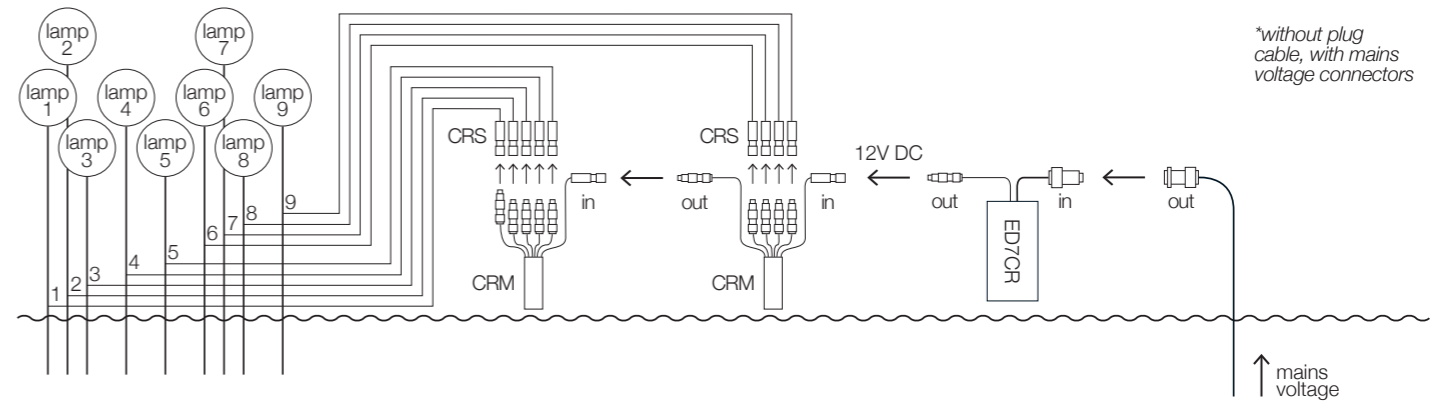 lamp
2
lamp
7
lamp
1
lamp
4
lamp
6
lamp
9
lamp
3
lamp
5
lamp
8
*without plug
cable, with mains
voltage connectors
CRS
CRS
12V DC
in
out
in
out
in
out
9
8
7
6
5
4
3
2
1
ED7CR
CRM
CRM
mains
voltage